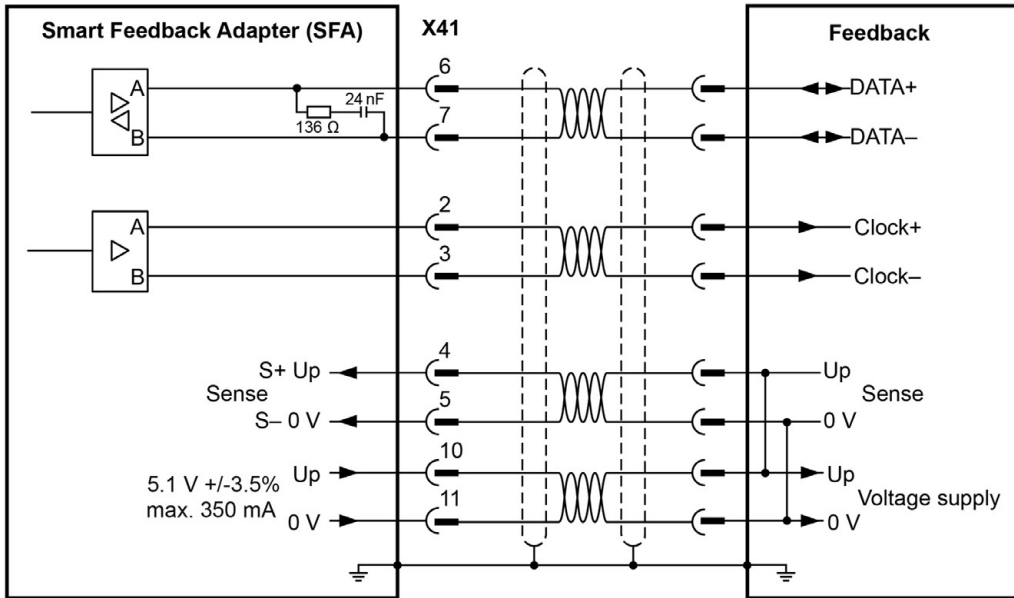 Smart Feedback Adapter (SFA)
X41
Feedback
A
B
136 Ω
24 nF
6
7
DATA+
DATA–
A
B
2
3
Clock+
Clock–
S+ Up
Sense
S– 0 V
4
5
Up
Sense
0 V
5.1 V +/-3.5%
max. 350 mA
Up
0 V
10
11
Up
Voltage supply
0 V